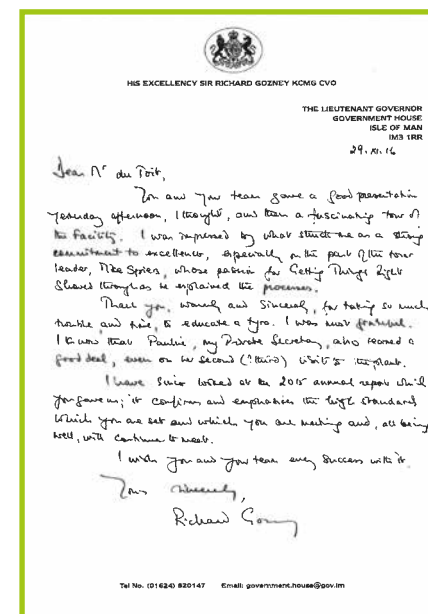 HIS EXCELLENCY SIR RICHARD GOZNEY KCMG CVO
THE LIEUTENANT GOVERNOR
GOVERNMENT HOUSE
ISLE OF MAN
IM3 1RR
29.XI.16
Dear Mr du Toit,
You and your team gave a good presentation
yesterday afternoon, I thought, and then a fascinating tour of
the facility. I was impressed by what struck me as a strong
commitment to excellence, especially on the part of the tour
leader, Mike Spriers, whose passion for Getting Things Right
shone through as he explained the processes.
Thank you, warmly and sincerely, for taking so much
trouble and time, to educate a tyro. I was most grateful.
I know that Pauline, my Private Secretary, also learned a
good deal, even on her second (? third) visit to the plant.
I have since looked at the 2015 annual report which
you gave us; it confirms and emphasises the high standards
which you are set and which you are meeting and, all being
well, will continue to meet.
I wish you and your team every success with it.
Yours sincerely,
Richard Gozney
Tel No. (01624) 620147 Email: government.house@gov.im